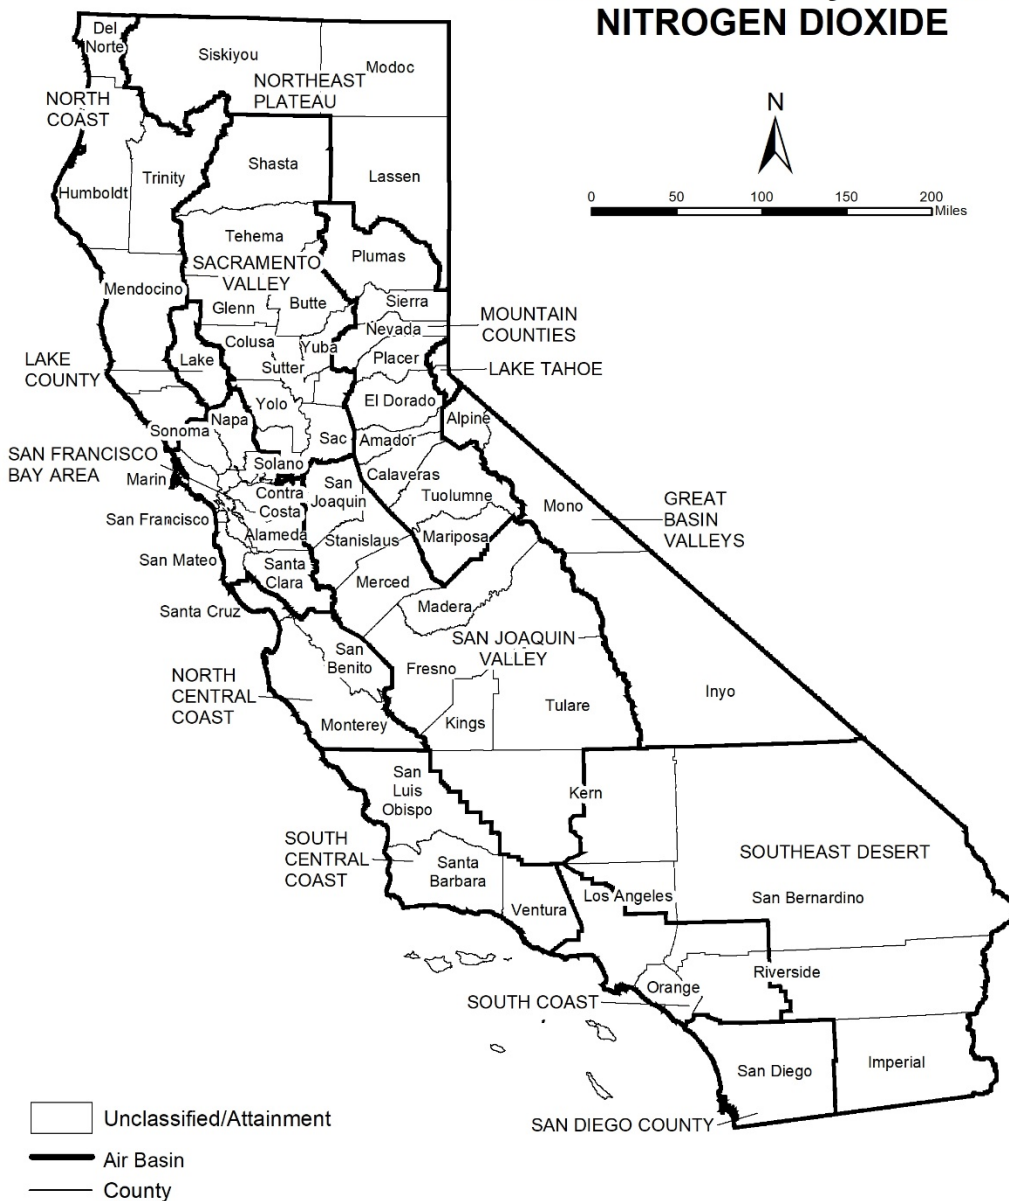 NITROGEN DIOXIDE
N
0 50 100 150 200
Miles
Del
Norte
Siskiyou
Modoc
NORTHEAST
PLATEAU
NORTH
COAST
Shasta
Trinity
Lassen
Humboldt
Tehema
Plumas
SACRAMENTO
VALLEY
Mendocino
Glenn
Butte
Sierra
Nevada
MOUNTAIN
COUNTIES
Colusa
Yuba
Lake
Placer
LAKE
COUNTY
Sutter
LAKE TAHOE
Yolo
El Dorado
Napa
Alpine
Sonoma
Sac
Amador
SAN FRANCISCO
BAY AREA
Solano
Calaveras
Marin
Contra
Costa
San
Joaquin
Tuolumne
Mono
GREAT
BASIN
VALLEYS
San Francisco
Alameda
Stanislaus
Mariposa
San Mateo
Santa
Clara
Merced
Santa Cruz
Madera
San
Benito
SAN JOAQUIN
VALLEY
Fresno
NORTH
CENTRAL
COAST
Inyo
Tulare
Monterey
Kings
San
Luis
Obispo
Kern
SOUTH
CENTRAL
COAST
Santa
Barbara
SOUTHEAST DESERT
Los Angeles
San Bernardino
Ventura
Riverside
Orange
SOUTH COAST
San Diego
Imperial
SAN DIEGO COUNTY
Unclassified/Attainment
Air Basin
County